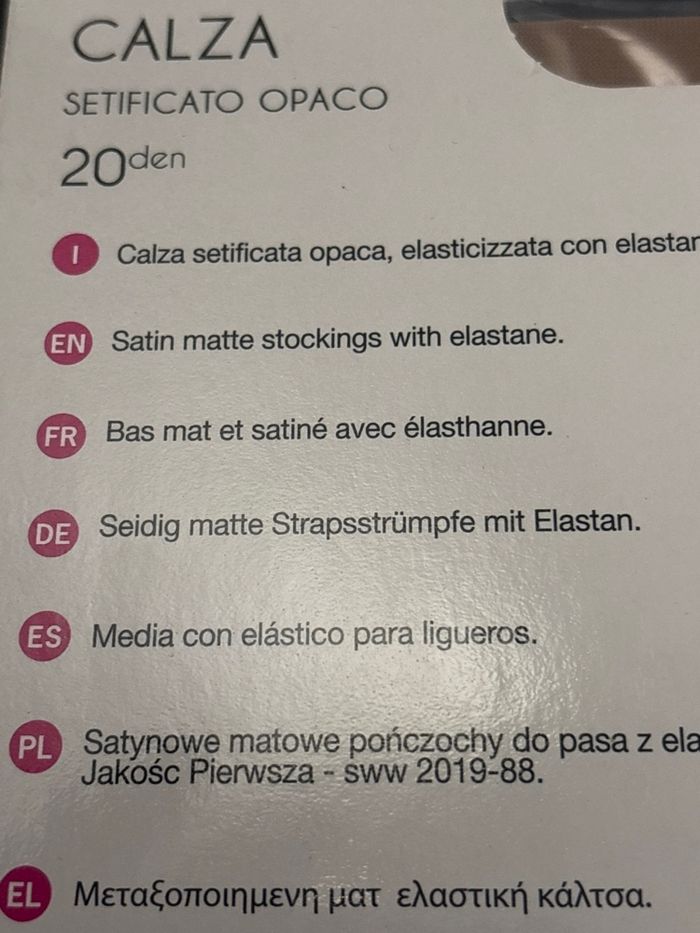 CALZA
SETIFICATO OPACO
20den
I Calza setificata opaca, elasticizzata con
EN Satin matte stockings with elastane.
FR Bas mat et satiné avec élasthanne.
DE Seidig matte Strapsstrümpfe mit Elastan.
ES Media con elástico para ligueros.
PL Satynowe matowe pończochy do pasa z
Jakośc Pierwsza - sww 2019-88.
EL Μεταξοποιημενη ματ ελαστική κάλτσα.